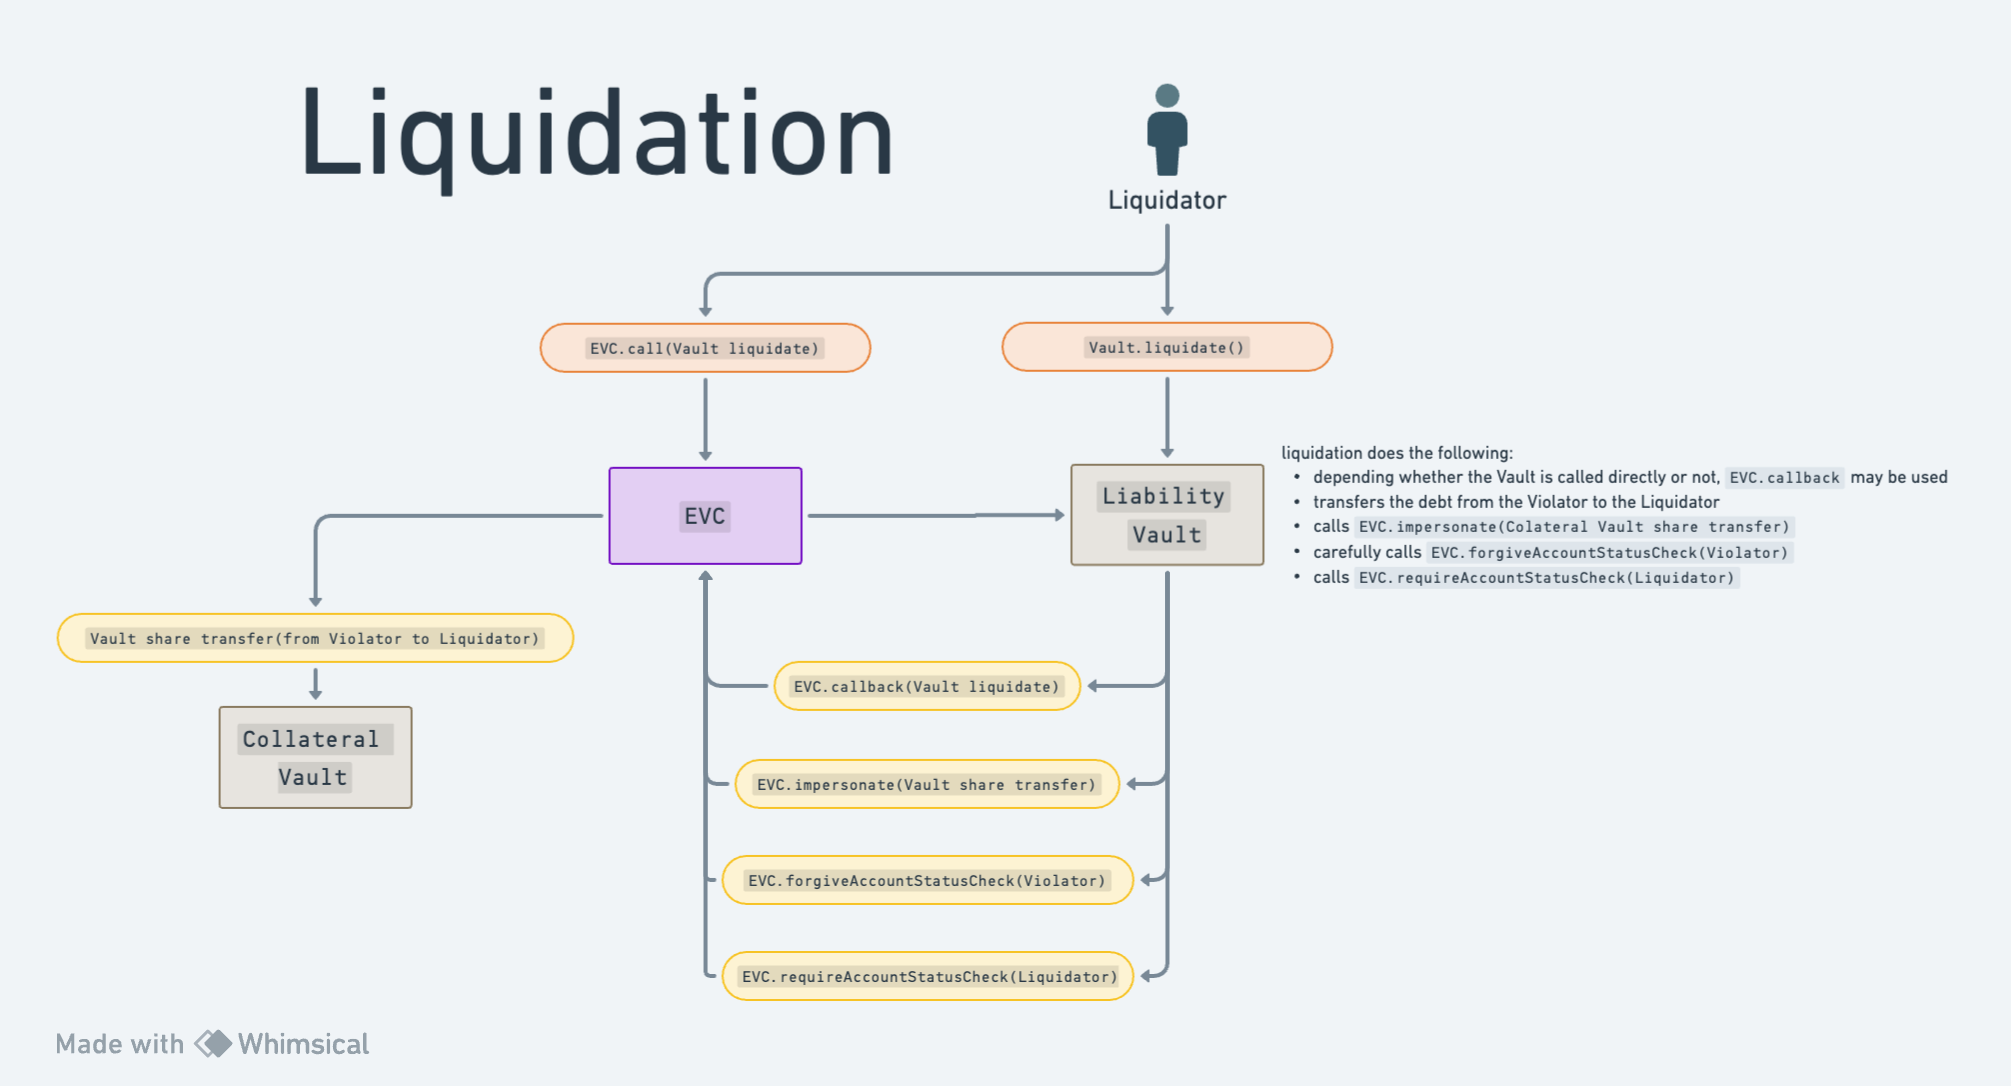 Liquidation
Liquidator
EVC.call(Vault liquidate)
Vault.liquidate()
EVC
Liability
Vault
liquidation does the following:
• depending whether the Vault is called directly or not, EVC.callback may be used
• transfers the debt from the Violator to the Liquidator
• calls EVC.impersonate(Colateral Vault share transfer)
• carefully calls EVC.forgiveAccountStatusCheck(Violator)
• calls EVC.requireAccountStatusCheck(Liquidator)
Vault share transfer(from Violator to Liquidator)
Collateral
Vault
EVC.callback(Vault liquidate)
EVC.impersonate(Vault share transfer)
EVC.forgiveAccountStatusCheck(Violator)
EVC.requireAccountStatusCheck(Liquidator)
Made with Whimsical